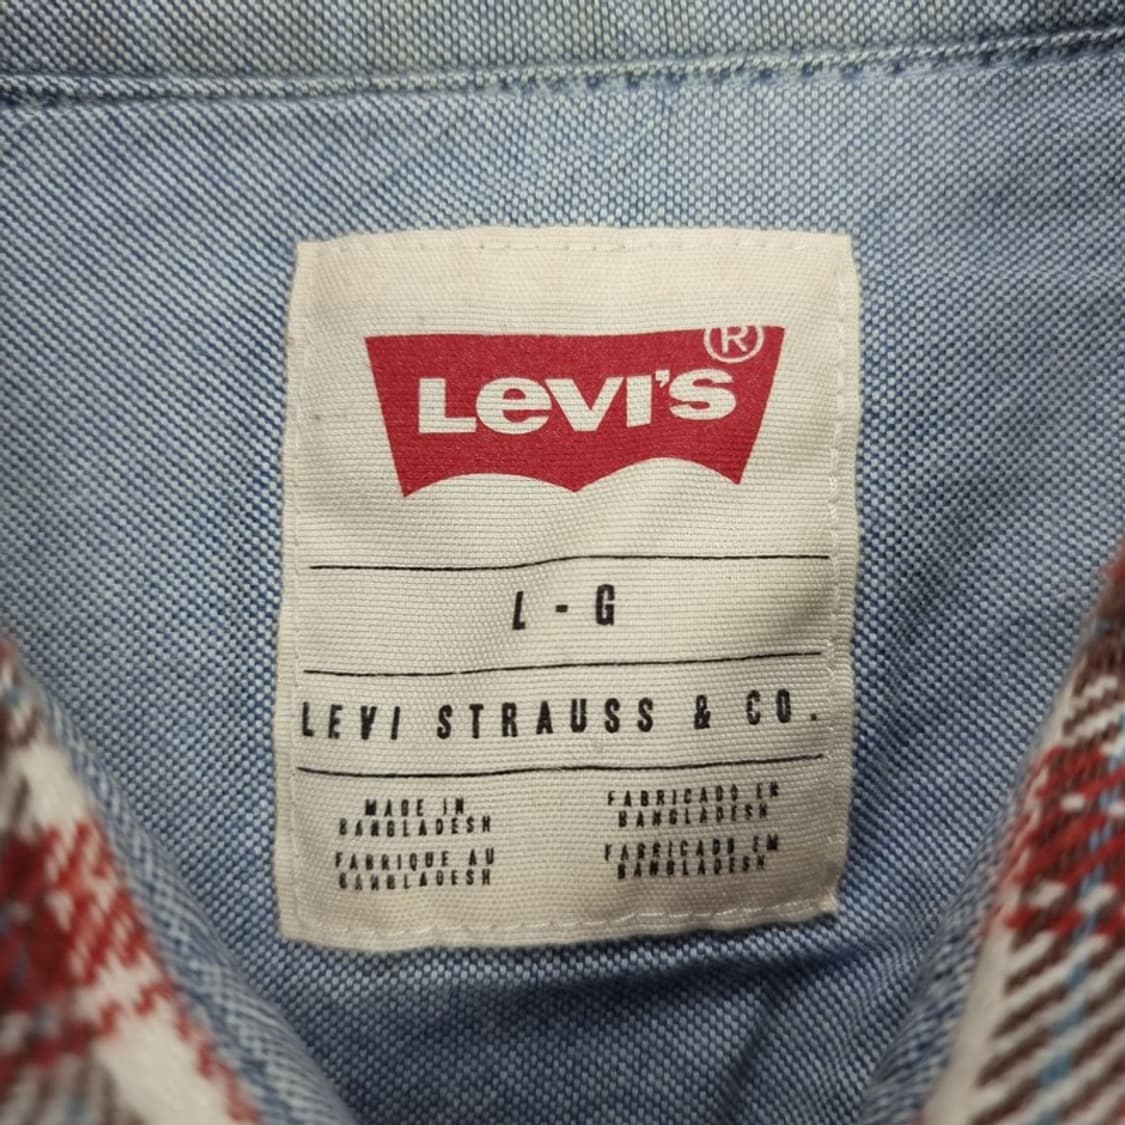 LEVI'S ®
L - G
LEVI STRAUSS & CO.
MADE IN
BANGLADESH
FABRIQUE AU
BANGLADESH
FABRICADO EN
BANGLADESH
FABRICADO EM
BANGLADESH